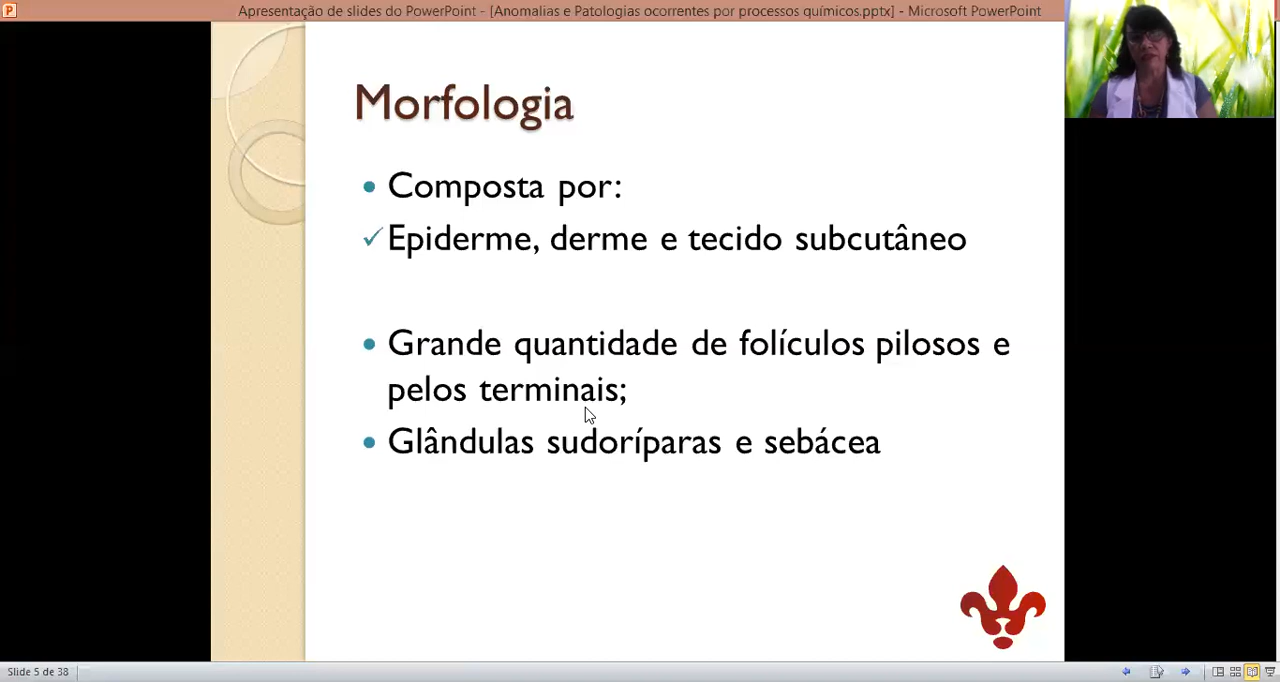 Apresentação de slides do PowerPoint - [Anomalias e Patologias ocorrentes por processos químicos.pptx] - Microsoft PowerPoint
Morfologia
• Composta por:
✓ Epiderme, derme e tecido subcutâneo
• Grande quantidade de folículos pilosos e
pelos terminais;
• Glândulas sudoríparas e sebácea
Slide 5 de 38